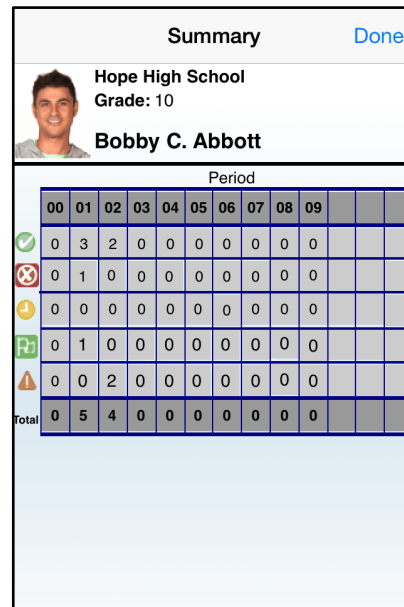 Summary Done
Hope High School
Grade: 10
Bobby C. Abbott
Period
00 01 02 03 04 05 06 07 08 09
0 3 2 0 0 0 0 0 0 0
0 1 0 0 0 0 0 0 0 0
0 0 0 0 0 0 0 0 0 0
0 1 0 0 0 0 0 0 0 0
0 0 2 0 0 0 0 0 0 0
Total 0 5 4 0 0 0 0 0 0 0